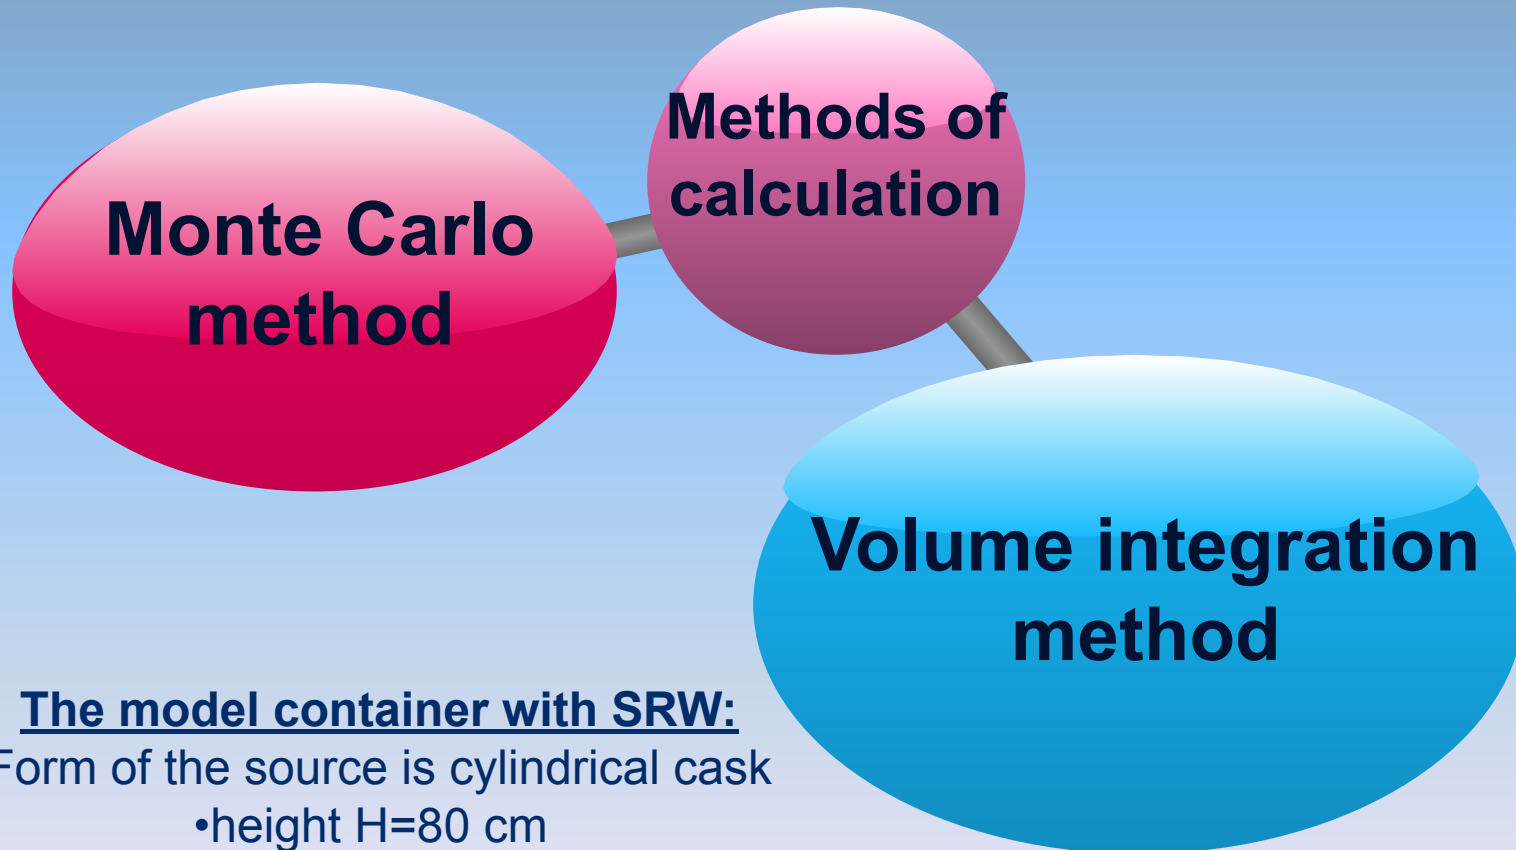 Methods of
calculation
Monte Carlo
method
Volume integration
method
The model container with SRW:
Form of the source is cylindrical cask
•height H=80 cm